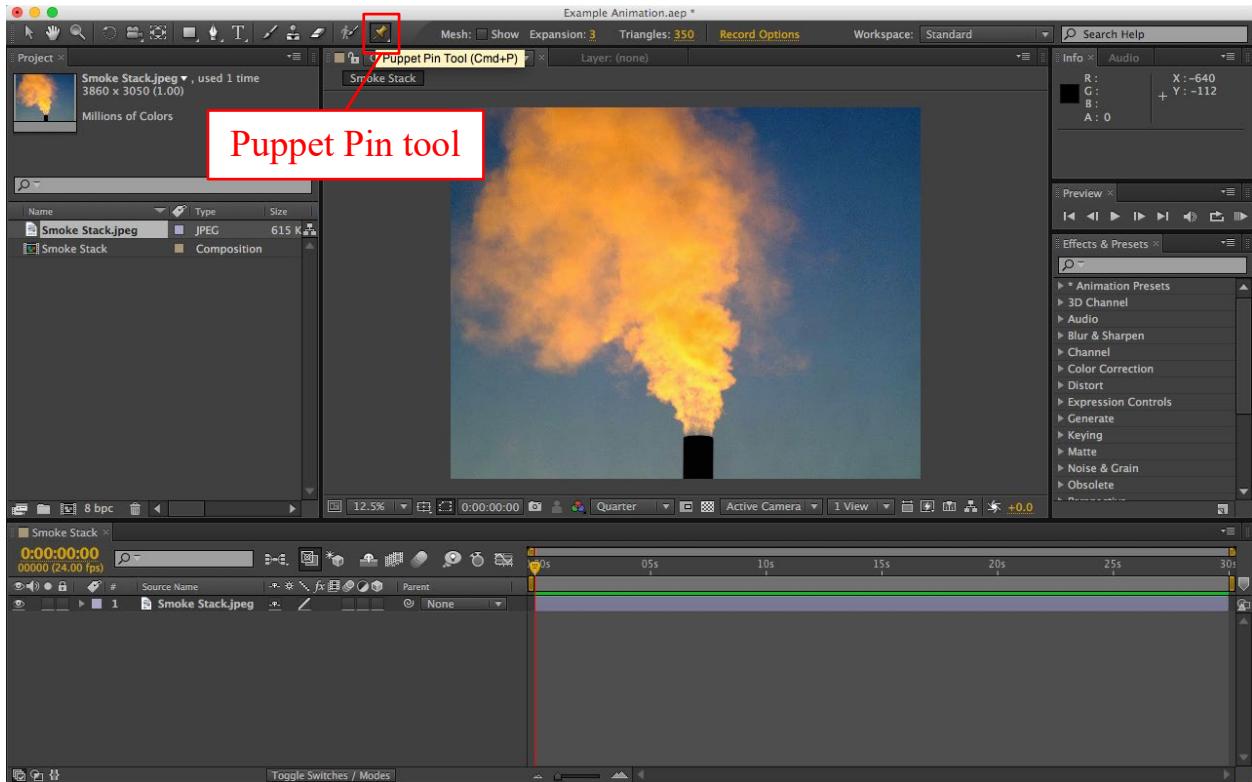 Example Animation.aep *
Mesh: Show Expansion: 3 Triangles: 350 Record Options Workspace: Standard Search Help
Project
Puppet Pin Tool (Cmd+P)
Layer: (none)
Info Audio
Smoke Stack.jpeg , used 1 time
3860 x 3050 (1.00)
Millions of Colors
Smoke Stack
R :
G :
B :
A : 0
X : -640
Y : -112
Puppet Pin tool
Preview
Name Type Size
Smoke Stack.jpeg JPEG 615 K
Smoke Stack Composition
Effects & Presets
* Animation Presets
3D Channel
Audio
Blur & Sharpen
Channel
Color Correction
Distort
Expression Controls
Generate
Keying
Matte
Noise & Grain
Obsolete
8 bpc
12.5% 0:00:00:00 Quarter Active Camera 1 View +0.0
Smoke Stack
0:00:00:00
00000 (24.00 fps)
05s 10s 15s 20s 25s
# Source Name fx Parent
1 Smoke Stack.jpeg None
Toggle Switches / Modes